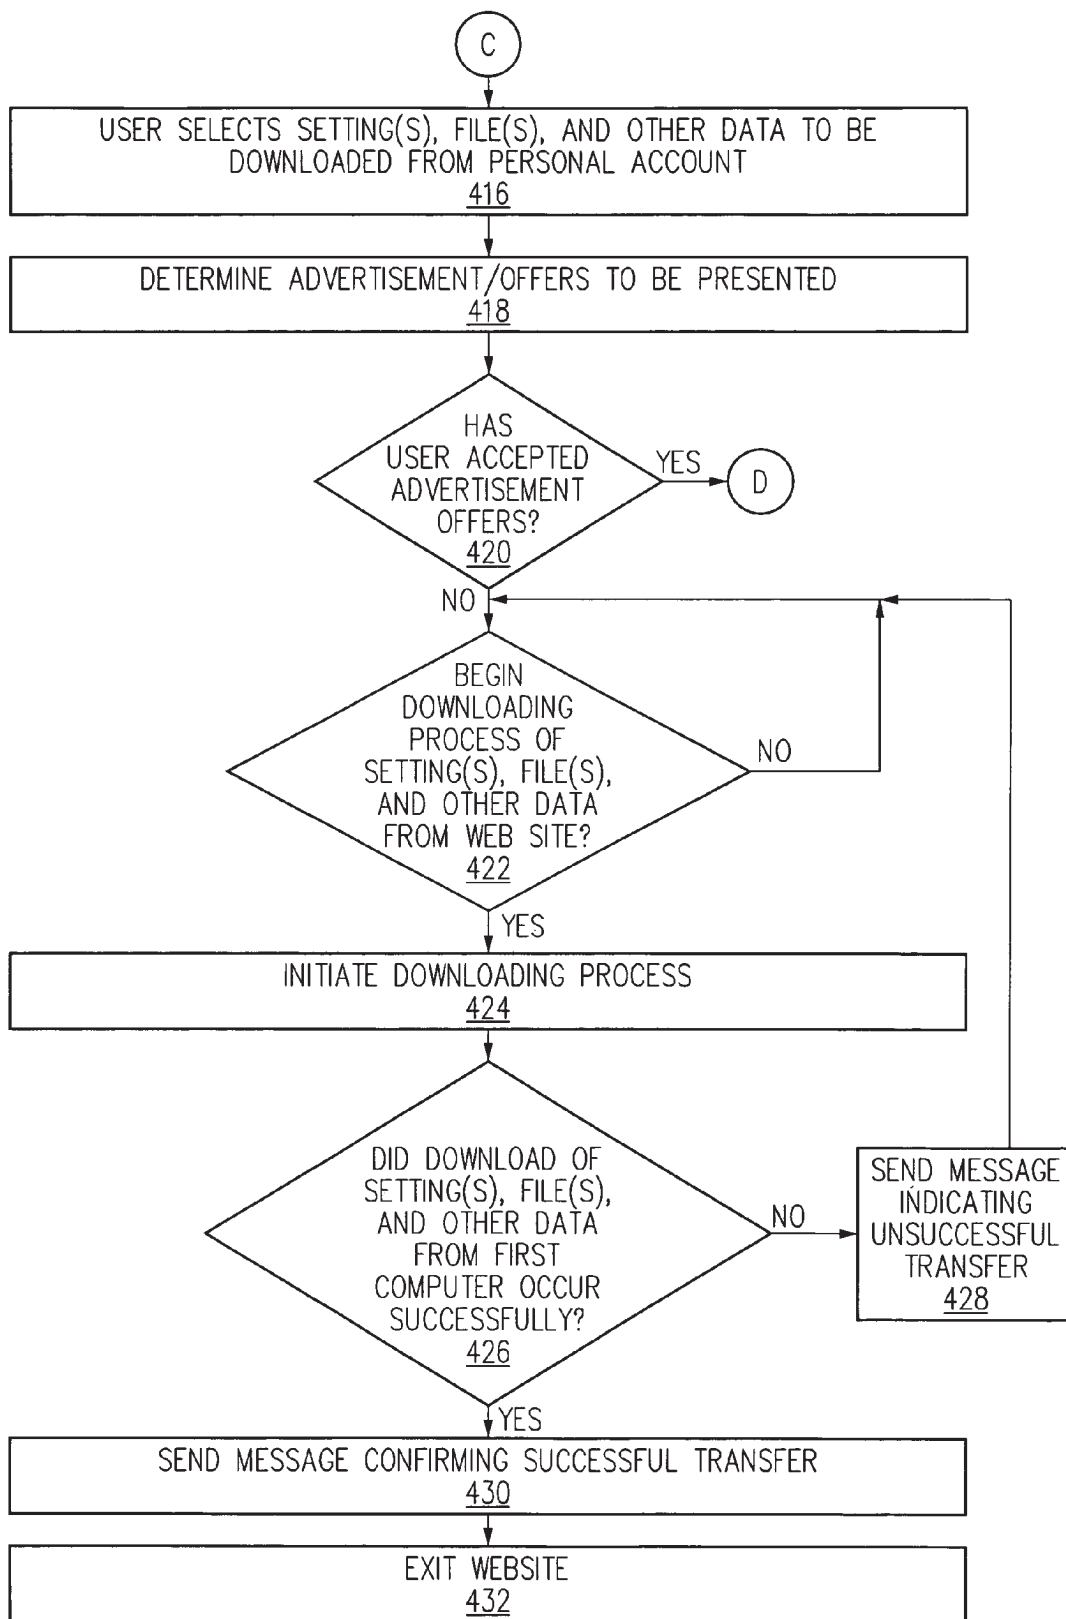 C
USER SELECTS SETTING(S), FILE(S), AND OTHER DATA TO BE
DOWNLOADED FROM PERSONAL ACCOUNT
416
DETERMINE ADVERTISEMENT/OFFERS TO BE PRESENTED
418
HAS
USER ACCEPTED
ADVERTISEMENT
OFFERS?
420
YES
D
NO
BEGIN
DOWNLOADING
PROCESS OF
SETTING(S), FILE(S),
AND OTHER DATA
FROM WEB SITE?
422
NO
YES
INITIATE DOWNLOADING PROCESS
424
DID DOWNLOAD OF
SETTING(S), FILE(S),
AND OTHER DATA
FROM FIRST
COMPUTER OCCUR
SUCCESSFULLY?
426
NO
SEND MESSAGE
INDICATING
UNSUCCESSFUL
TRANSFER
428
YES
SEND MESSAGE CONFIRMING SUCCESSFUL TRANSFER
430
EXIT WEBSITE
432